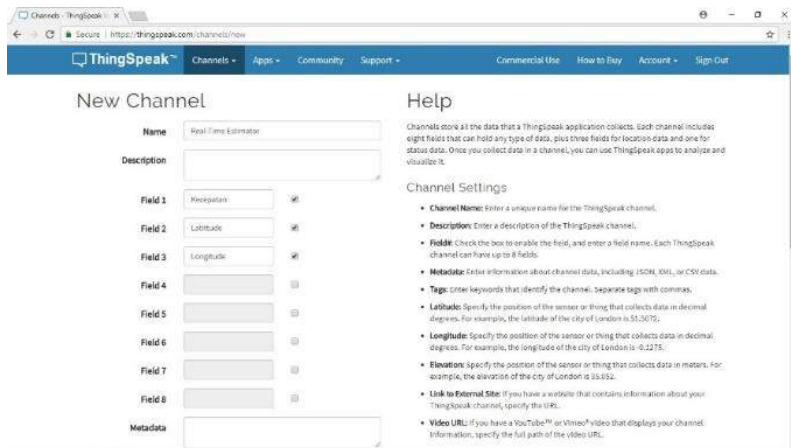 Channels - ThingSpeak
Secure https://thingspeak.com/channels/new
ThingSpeak™ Channels Apps Community Support Commercial Use How to Buy Account Sign Out
New Channel
Name Real-Time Estimator
Description
Field 1 Kecepatan
Field 2 Latitude
Field 3 Longitude
Field 4
Field 5
Field 6
Field 7
Field 8
Metadata
Help
Channels store all the data that a ThingSpeak application collects. Each channel includes
eight fields that can hold any type of data, plus three fields for location data and one for
status data. Once you collect data in a channel, you can use ThingSpeak apps to analyze and
visualize it.
Channel Settings
• Channel Name: Enter a unique name for the ThingSpeak channel.
• Description: Enter a description of the ThingSpeak channel.
• Field#: Check the box to enable the field, and enter a field name. Each ThingSpeak
channel can have up to 8 fields.
• Metadata: Enter information about channel data, including JSON, XML, or CSV data.
• Tags: Enter keywords that identify the channel. Separate tags with commas.
• Latitude: Specify the position of the sensor or thing that collects data in decimal
degrees. For example, the latitude of the city of London is 51.5072.
• Longitude: Specify the position of the sensor or thing that collects data in decimal
degrees. For example, the longitude of the city of London is -0.1275.
• Elevation: Specify the position of the sensor or thing that collects data in meters. For
example, the elevation of the city of London is 35.052.
• Link to External Site: If you have a website that contains information about your
ThingSpeak channel, specify the URL.
• Video URL: If you have a YouTube™ or Vimeo® video that displays your channel
information, specify the full path of the video URL.